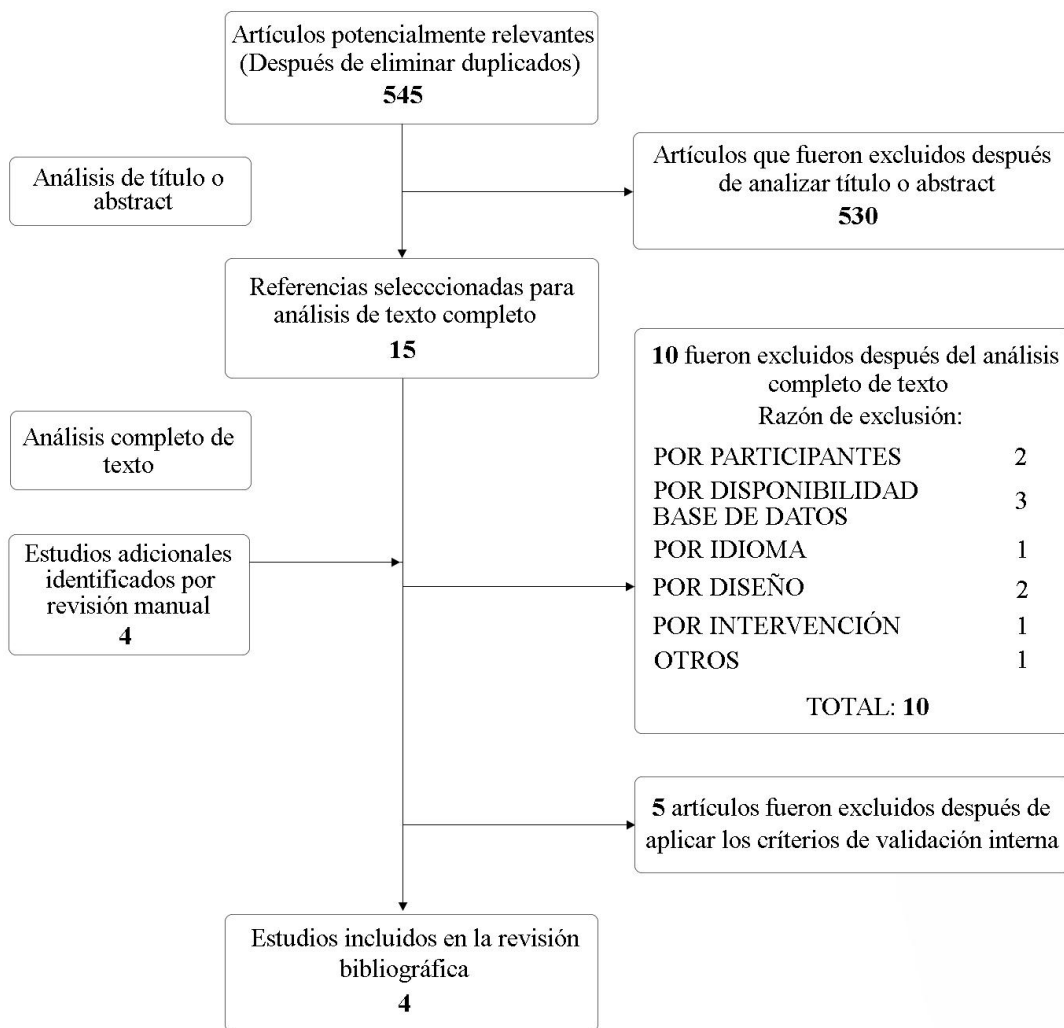 Artículos potencialmente relevantes
(Después de eliminar duplicados)
545
Artículos que fueron excluidos después
de analizar título o abstract
530
Análisis de título o
abstract
Referencias selecccionadas para
análisis de texto completo
15
10 fueron excluidos después del análisis
completo de texto
Razón de exclusión:
POR PARTICIPANTES 2
POR DISPONIBILIDAD
BASE DE DATOS 3
POR IDIOMA 1
POR DISEÑO 2
POR INTERVENCIÓN 1
OTROS 1
TOTAL: 10
Análisis completo de
texto
Estudios adicionales
identificados por
revisión manual
4
5 artículos fueron excluidos después de
aplicar los críterios de validación interna
Estudios incluidos en la revisión
bibliográfica
4